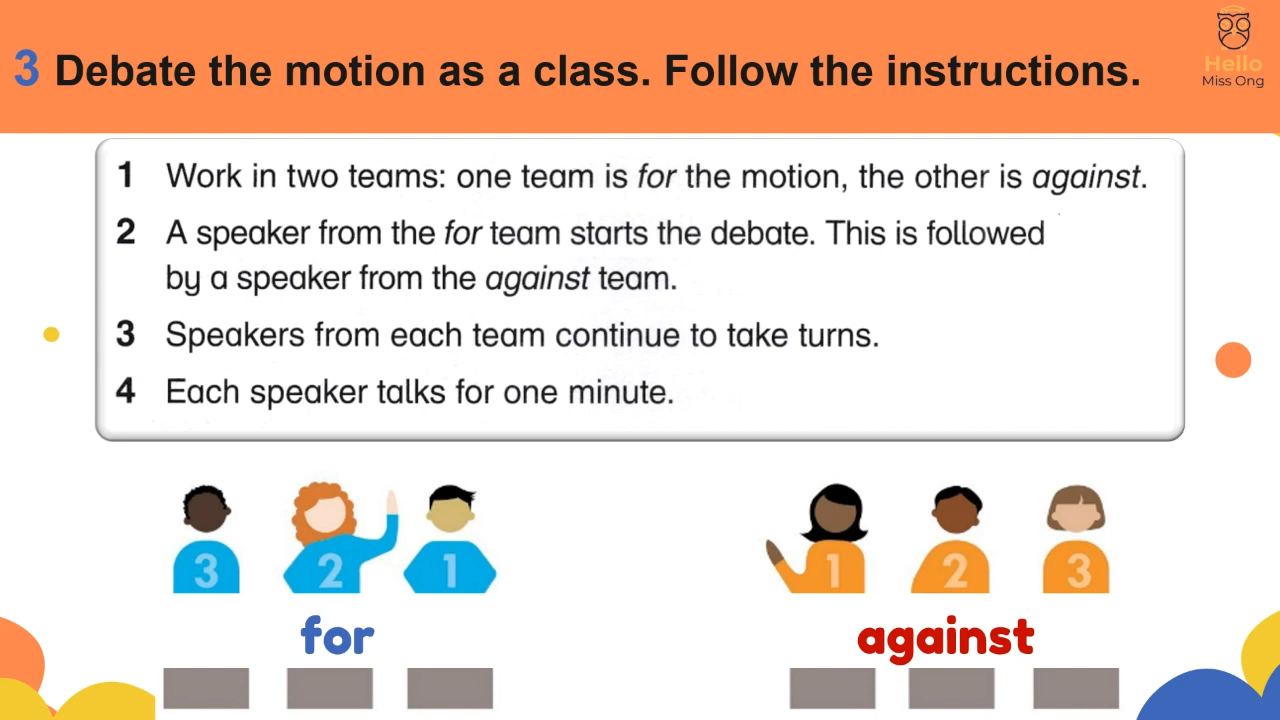 3 Debate the motion as a class. Follow the instructions.
Hello
Miss Ong
1 Work in two teams: one team is for the motion, the other is against.
2 A speaker from the for team starts the debate. This is followed
by a speaker from the against team.
3 Speakers from each team continue to take turns.
4 Each speaker talks for one minute.
3 2 1 1 2 3
for against